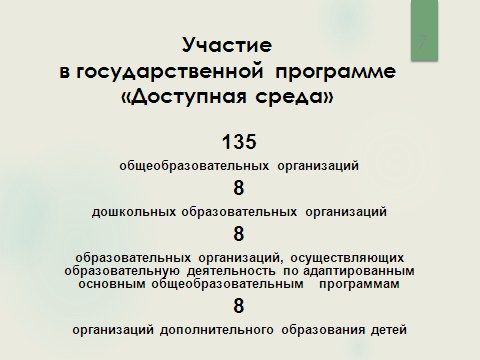 7
Участие
в государственной программе
«Доступная среда»
135
общеобразовательных организаций
8
дошкольных образовательных организаций
8
образовательных организаций, осуществляющих
образовательную деятельность по адаптированным
основным общеобразовательным программам
8
организаций дополнительного образования детей